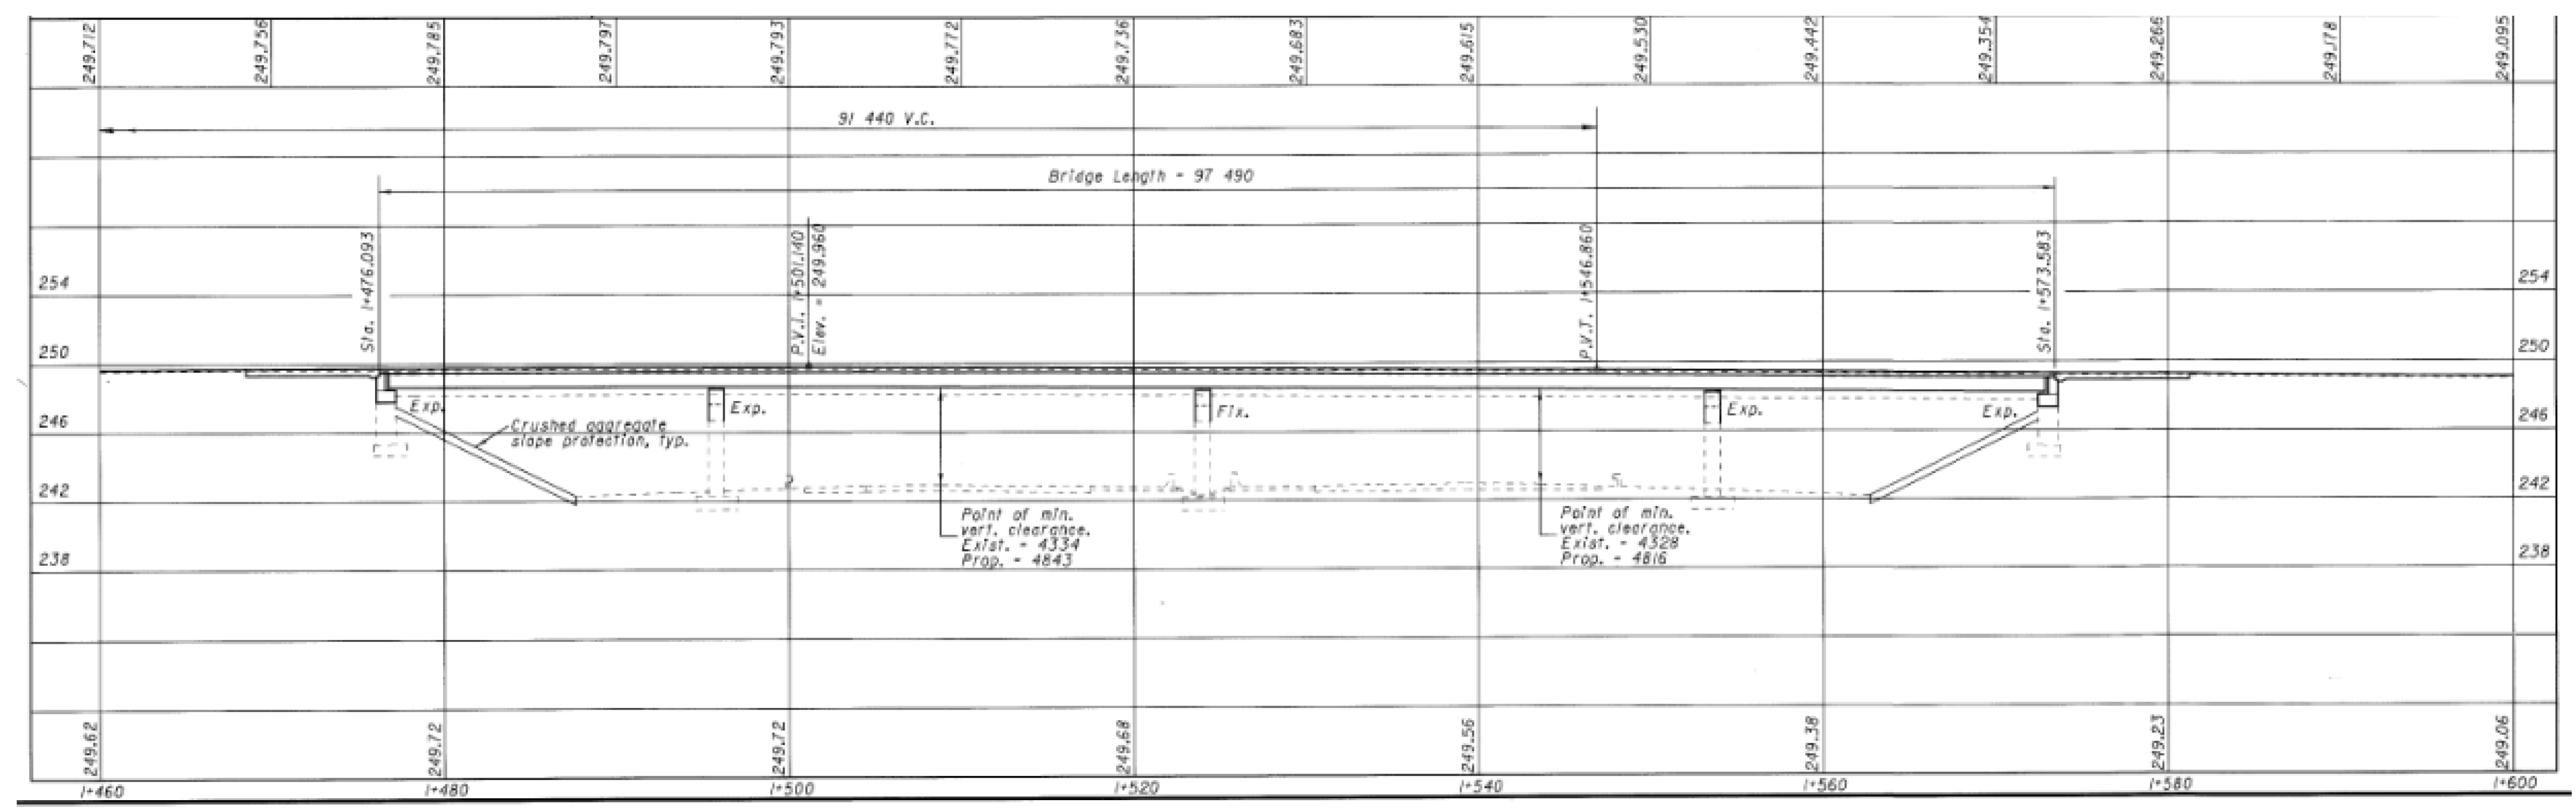 249.712
249.756
249.785
249.797
249.793
249.772
249.736
249.683
249.615
249.530
249.442
249.354
249.266
249.178
249.095
91 440 V.C.
Bridge Length - 97 490
Sta. 1+476.093
P.V.I. 1+501.140
Elev. = 249.960
P.V.T. 1+546.860
Sta. 1+573.583
254
254
250
250
246
246
Exp.
Exp.
Fix.
Exp.
Exp.
Crushed aggregate
slope protection, typ.
242
242
Point of min.
vert. clearance.
Exist. - 4334
Prop. - 4843
Point of min.
vert. clearance.
Exist. - 4328
Prop. - 4816
238
238
249.62
249.72
249.72
249.68
249.56
249.38
249.23
249.06
1+460
1+480
1+500
1+520
1+540
1+560
1+580
1+600